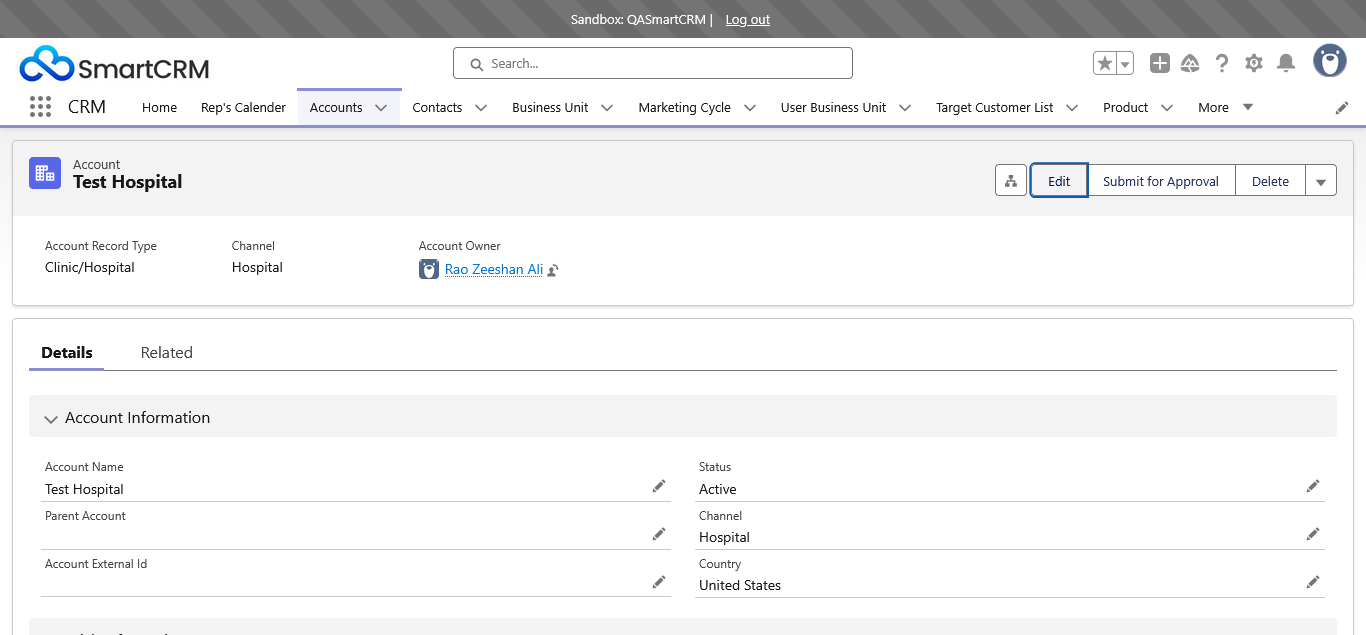 Sandbox: QASmartCRM | Log out
SmartCRM
Search...
CRM Home Rep's Calender Accounts Contacts Business Unit Marketing Cycle User Business Unit Target Customer List Product More
Account
Test Hospital
Edit Submit for Approval Delete
Account Record Type Channel Account Owner
Clinic/Hospital Hospital Rao Zeeshan Ali
Details Related
Account Information
Account Name Status
Test Hospital Active
Parent Account Channel
Hospital
Account External Id Country
United States